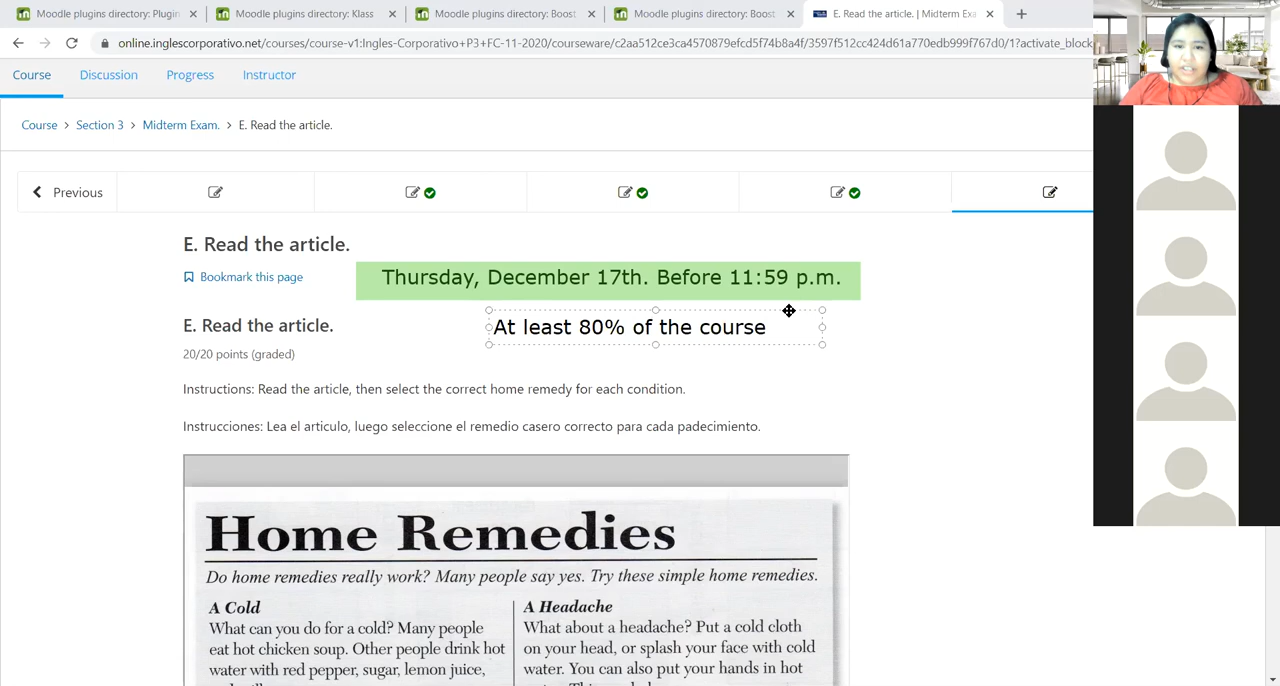 Moodle plugins directory: Plugin
Moodle plugins directory: Klass
Moodle plugins directory: Boost
Moodle plugins directory: Boost
E. Read the article. | Midterm Exa
online.inglescorporativo.net/courses/course-v1:Ingles-Corporativo+P3+FC-11-2020/courseware/c2aa512ce3ca4570879efcd5f74b8a4f/3597f512cc424d61a770edb999f767d0/1?activate_block
Course
Discussion
Progress
Instructor
Course > Section 3 > Midterm Exam. > E. Read the article.
Previous
E. Read the article.
Bookmark this page
Thursday, December 17th. Before 11:59 p.m.
E. Read the article.
At least 80% of the course
20/20 points (graded)
Instructions: Read the article, then select the correct home remedy for each condition.
Instrucciones: Lea el articulo, luego seleccione el remedio casero correcto para cada padecimiento.
Home Remedies
Do home remedies really work? Many people say yes. Try these simple home remedies.
A Cold
What can you do for a cold? Many people
eat hot chicken soup. Other people drink hot
water with red pepper, sugar, lemon juice,
A Headache
What about a headache? Put a cold cloth
on your head, or splash your face with cold
water. You can also put your hands in hot